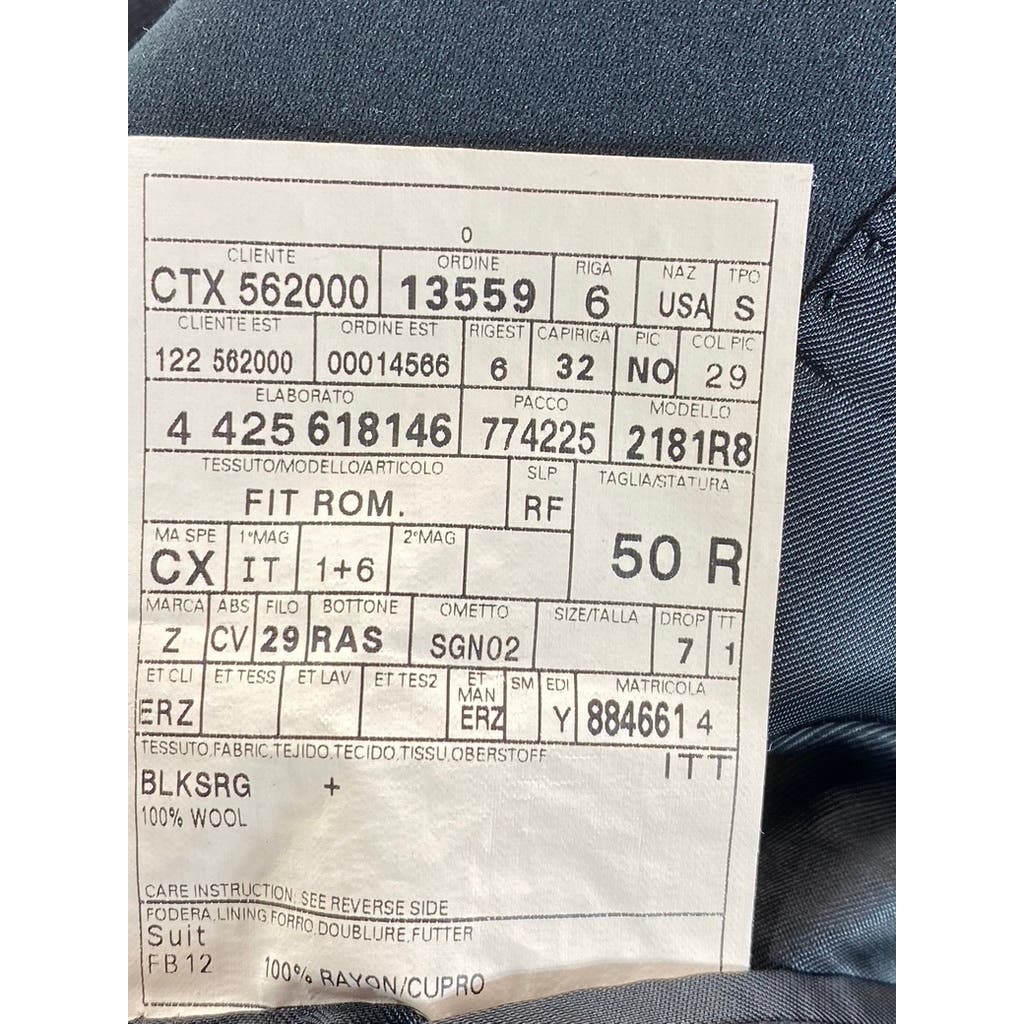 0
CLIENTE ORDINE RIGA NAZ TPO
CTX 562000 13559 6 USA S
CLIENTE EST ORDINE EST RIGEST CAPIRIGA PIC COL PIC
122 562000 00014566 6 32 NO 29
ELABORATO PACCO MODELLO
4 425 618146 774225 2181R8
TESSUTO/MODELLO/ARTICOLO SLP TAGLIA/STATURA
FIT ROM. RF 50 R
MA SPE 1°MAG 2°MAG
CX IT 1+6
MARCA ABS FILO BOTTONE OMETTO SIZE/TALLA DROP TT
Z CV 29 RAS SGN02 7 1
ET CLI ET TESS ET LAV ET TES2 ET MAN SM EDI MATRICOLA
ERZ ERZ Y 884661 4
TESSUTO,FABRIC,TEJIDO,TECIDO,TISSU,OBERSTOFF ITT
BLKSRG +
100% WOOL
CARE INSTRUCTION: SEE REVERSE SIDE
FODERA,LINING FORRO,DOUBLURE,FUTTER
Suit
FB12 100% RAYON/CUPRO